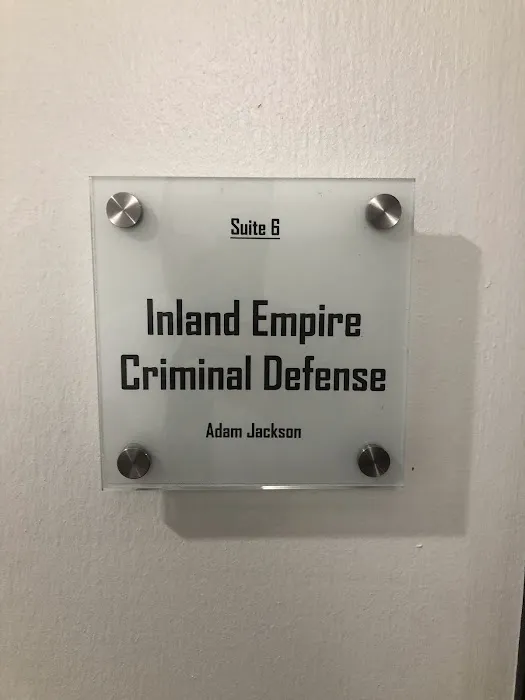 Suite 6
Inland Empire
Criminal Defense
Adam Jackson